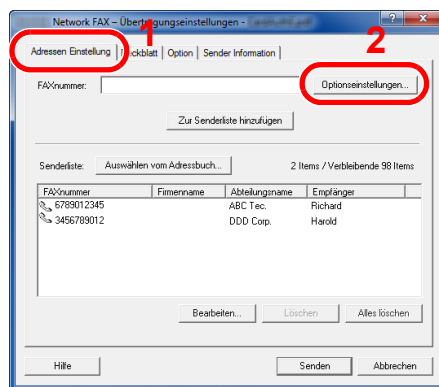 Network FAX – Übertragungseinstellungen -
1
2
Adressen Einstellung Option Sender Information
FAXnummer: Optionseinstellungen...
Zur Senderliste hinzufügen
Senderliste: Auswählen vom Adressbuch... 2 Items / Verbleibende 98 Items
FAXnummer Firmenname Abteilungsname Empfänger
6789012345 ABC Tec. Richard
3456789012 DDD Corp. Harold
Bearbeiten... Löschen Alles löschen
Hilfe Senden Abbrechen